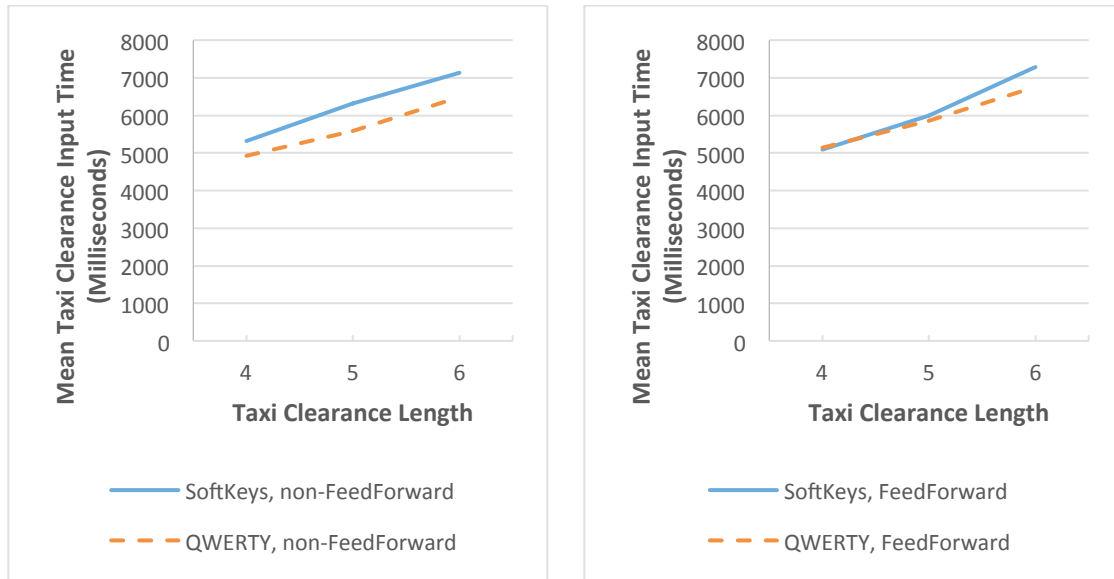 Mean Taxi Clearance Input Time
(Milliseconds)
8000
7000
6000
5000
4000
3000
2000
1000
0
4 5 6
Taxi Clearance Length
SoftKeys, non-FeedForward
QWERTY, non-FeedForward
Mean Taxi Clearance Input Time
(Milliseconds)
8000
7000
6000
5000
4000
3000
2000
1000
0
4 5 6
Taxi Clearance Length
SoftKeys, FeedForward
QWERTY, FeedForward